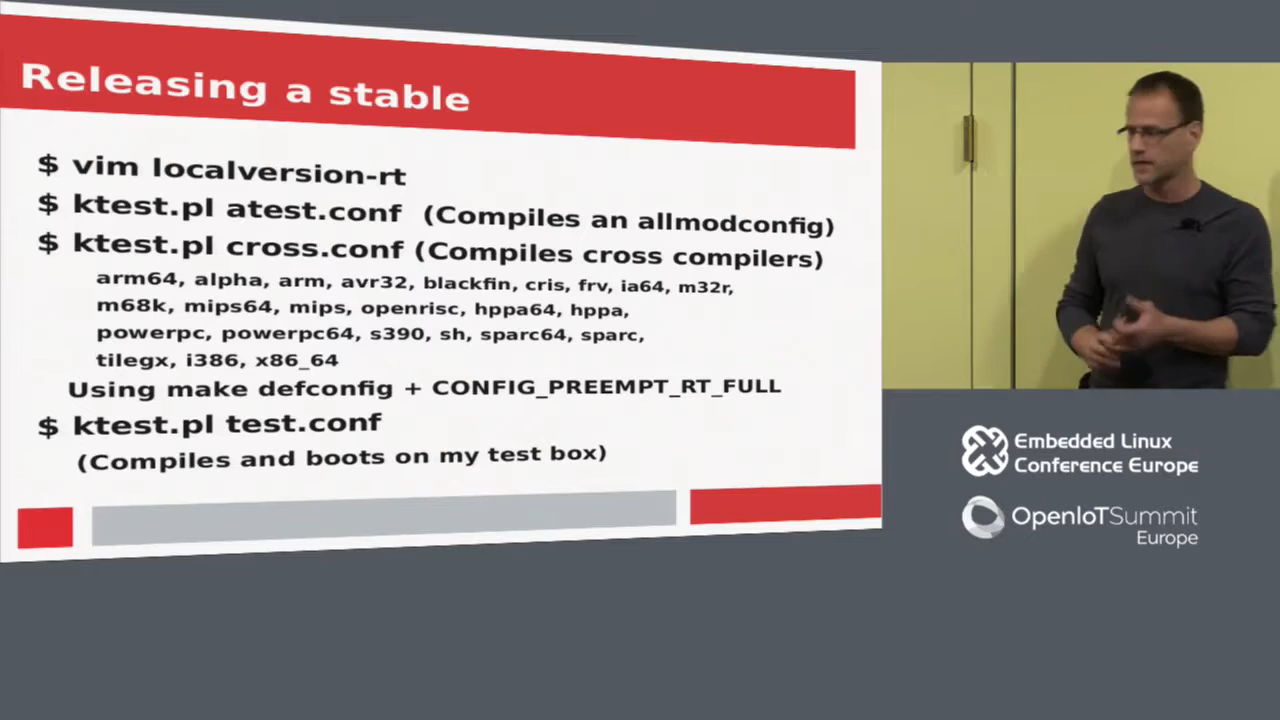 Releasing a stable
$ vim localversion-rt
$ ktest.pl atest.conf (Compiles an allmodconfig)
$ ktest.pl cross.conf (Compiles cross compilers)
arm64, alpha, arm, avr32, blackfin, cris, frv, ia64, m32r,
m68k, mips64, mips, openrisc, hppa64, hppa,
powerpc, powerpc64, s390, sh, sparc64, sparc,
tilegx, i386, x86_64
Using make defconfig + CONFIG_PREEMPT_RT_FULL
$ ktest.pl test.conf
(Compiles and boots on my test box)
Embedded Linux
Conference Europe
OpenIoTSummit
Europe